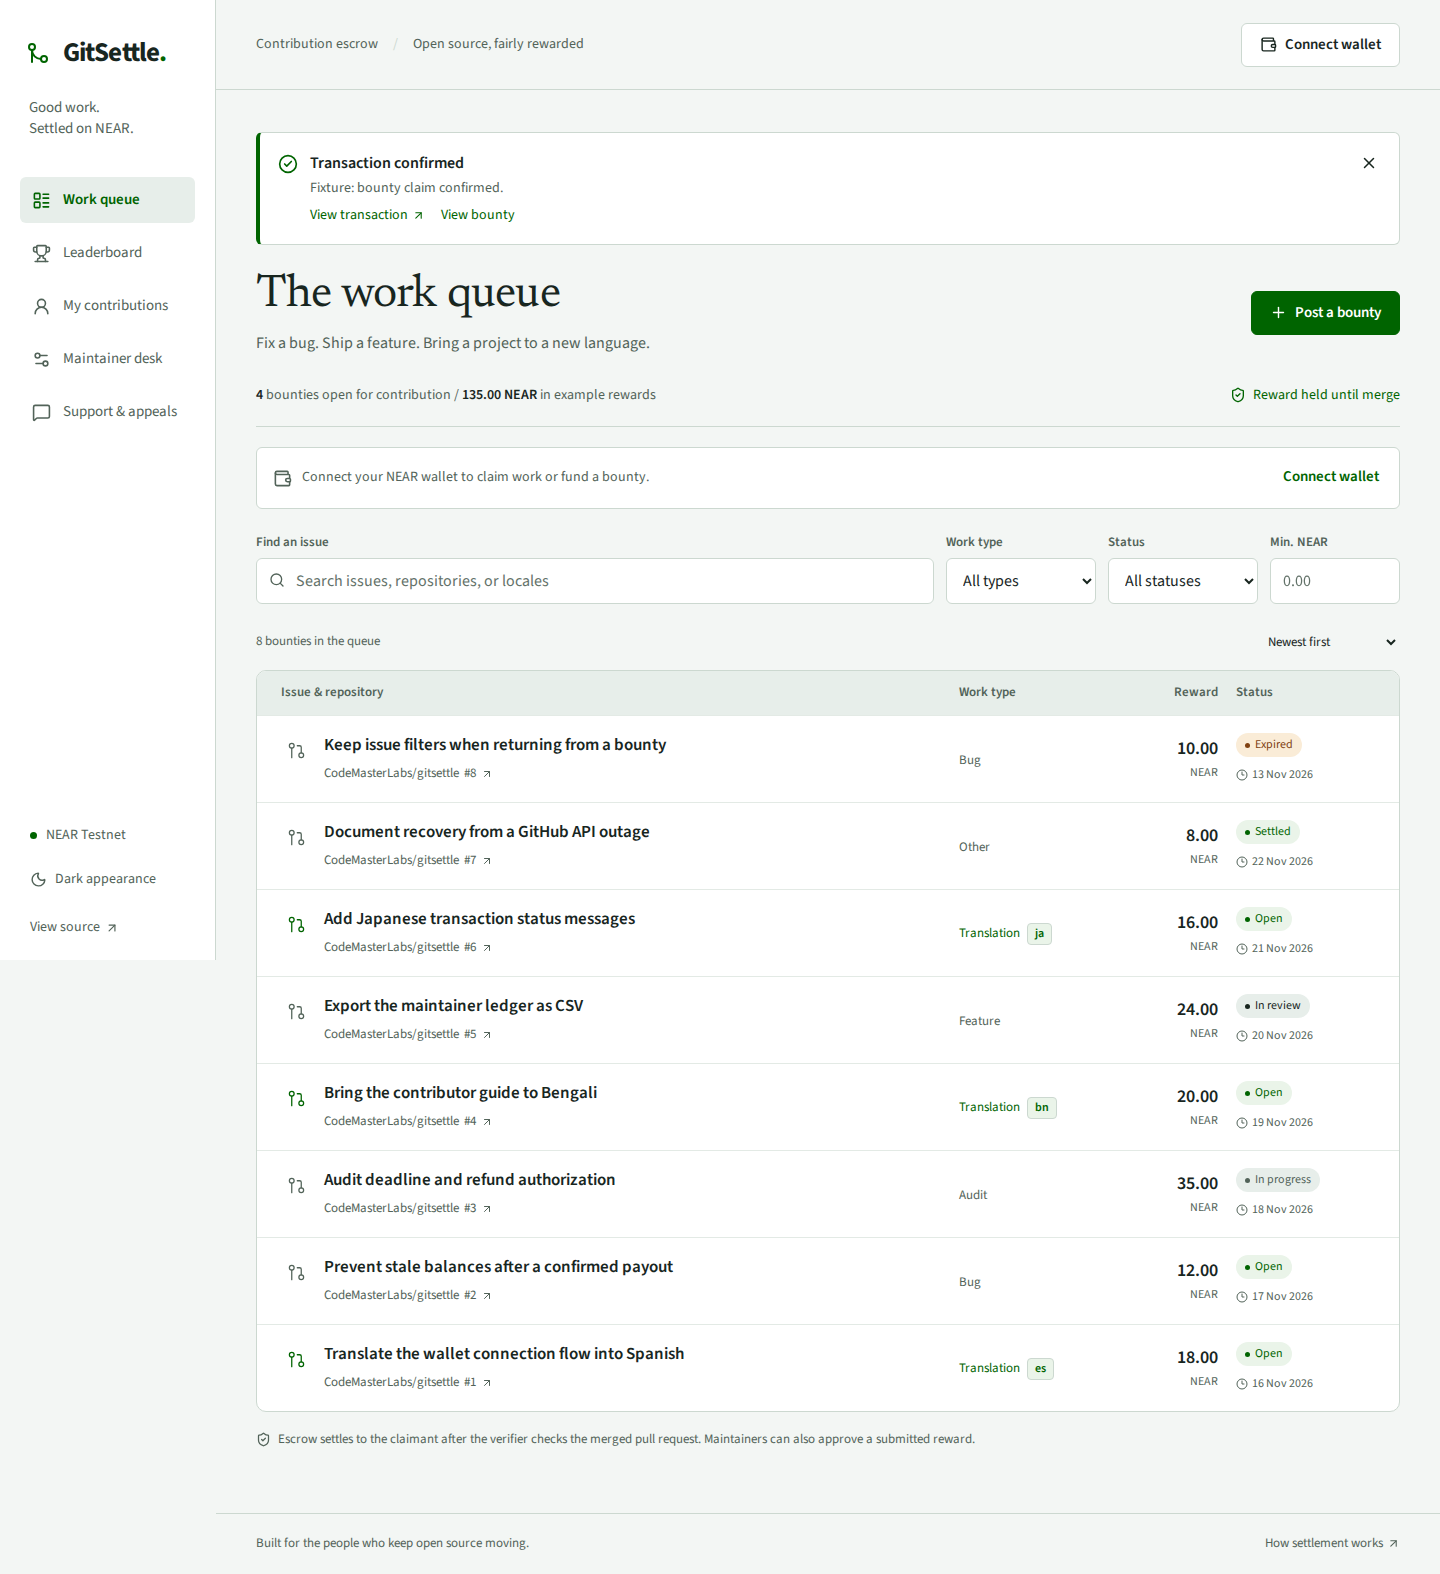 GitSettle.
Good work.
Settled on NEAR.
Work queue
Leaderboard
My contributions
Maintainer desk
Support & appeals
NEAR Testnet
Dark appearance
View source
Contribution escrow / Open source, fairly rewarded
Connect wallet
Transaction confirmed
Fixture: bounty claim confirmed.
View transaction View bounty
The work queue
Fix a bug. Ship a feature. Bring a project to a new language.
Post a bounty
4 bounties open for contribution / 135.00 NEAR in example rewards
Reward held until merge
Connect your NEAR wallet to claim work or fund a bounty.
Connect wallet
Find an issue Work type Status Min. NEAR
Search issues, repositories, or locales All types All statuses 0.00
8 bounties in the queue Newest first
Issue & repository Work type Reward Status
Keep issue filters when returning from a bounty
CodeMasterLabs/gitsettle #8
Bug
10.00
NEAR
Expired
13 Nov 2026
Document recovery from a GitHub API outage
CodeMasterLabs/gitsettle #7
Other
8.00
NEAR
Settled
22 Nov 2026
Add Japanese transaction status messages
CodeMasterLabs/gitsettle #6
Translation ja
16.00
NEAR
Open
21 Nov 2026
Export the maintainer ledger as CSV
CodeMasterLabs/gitsettle #5
Feature
24.00
NEAR
In review
20 Nov 2026
Bring the contributor guide to Bengali
CodeMasterLabs/gitsettle #4
Translation bn
20.00
NEAR
Open
19 Nov 2026
Audit deadline and refund authorization
CodeMasterLabs/gitsettle #3
Audit
35.00
NEAR
In progress
18 Nov 2026
Prevent stale balances after a confirmed payout
CodeMasterLabs/gitsettle #2
Bug
12.00
NEAR
Open
17 Nov 2026
Translate the wallet connection flow into Spanish
CodeMasterLabs/gitsettle #1
Translation es
18.00
NEAR
Open
16 Nov 2026
Escrow settles to the claimant after the verifier checks the merged pull request. Maintainers can also approve a submitted reward.
Built for the people who keep open source moving.
How settlement works